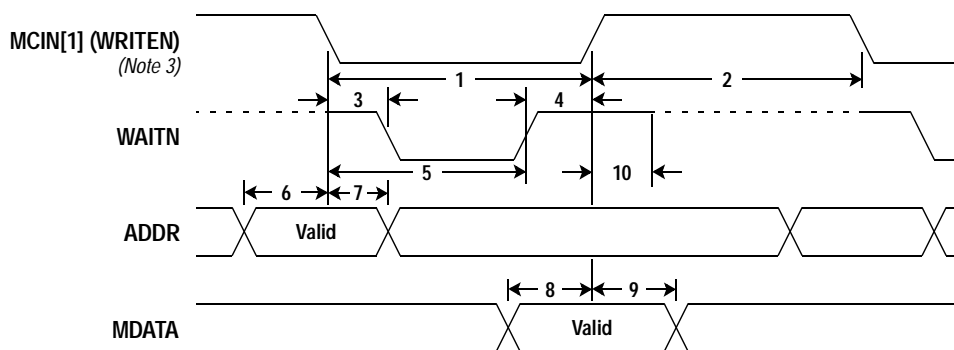 MCIN[1] (WRITEN)
(Note 3)
1
2
3
4
WAITN
5
10
6
7
ADDR
Valid
8
9
MDATA
Valid